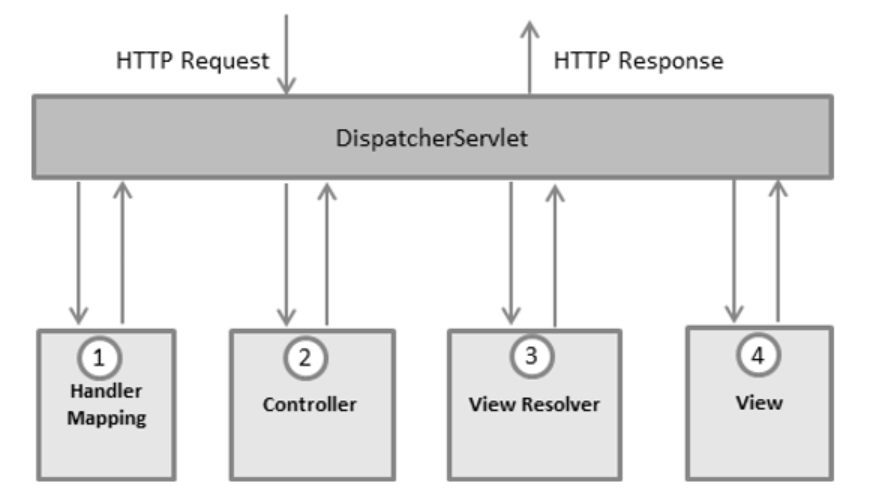 HTTP Request
HTTP Response
DispatcherServlet
1
Handler
Mapping
2
Controller
3
View Resolver
4
View